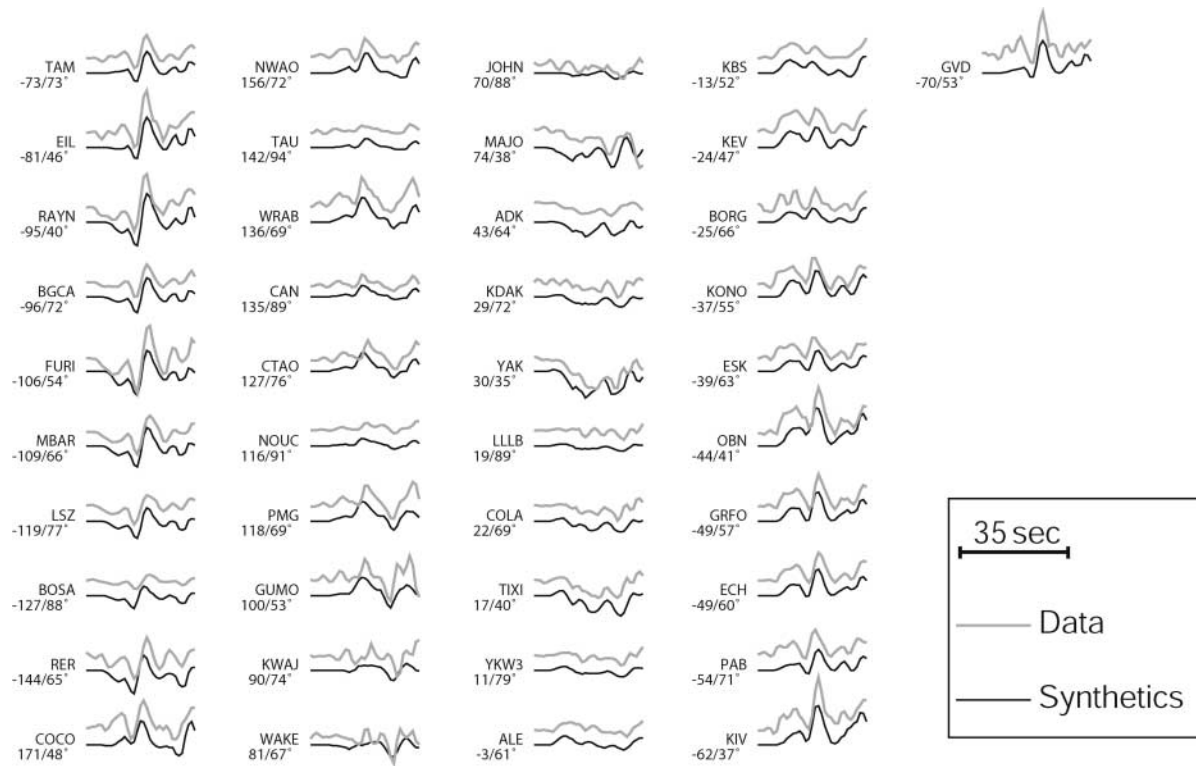 TAM
-73/73°
EIL
-81/46°
RAYN
-95/40°
BGCA
-96/72°
FURI
-106/54°
MBAR
-109/66°
LSZ
-119/77°
BOSA
-127/88°
RER
-144/65°
COCO
171/48°
NWAO
156/72°
TAU
142/94°
WRAB
136/69°
CAN
135/89°
CTAO
127/76°
NOUC
116/91°
PMG
118/69°
GUMO
100/53°
KWAJ
90/74°
WAKE
81/67°
JOHN
70/88°
MAJO
74/38°
ADK
43/64°
KDAK
29/72°
YAK
30/35°
LLLB
19/89°
COLA
22/69°
TIXI
17/40°
YKW3
11/79°
ALE
-3/61°
KBS
-13/52°
KEV
-24/47°
BORG
-25/66°
KONO
-37/55°
ESK
-39/63°
OBN
-44/41°
GRFO
-49/57°
ECH
-49/60°
PAB
-54/71°
KIV
-62/37°
GVD
-70/53°
35 sec
Data
Synthetics